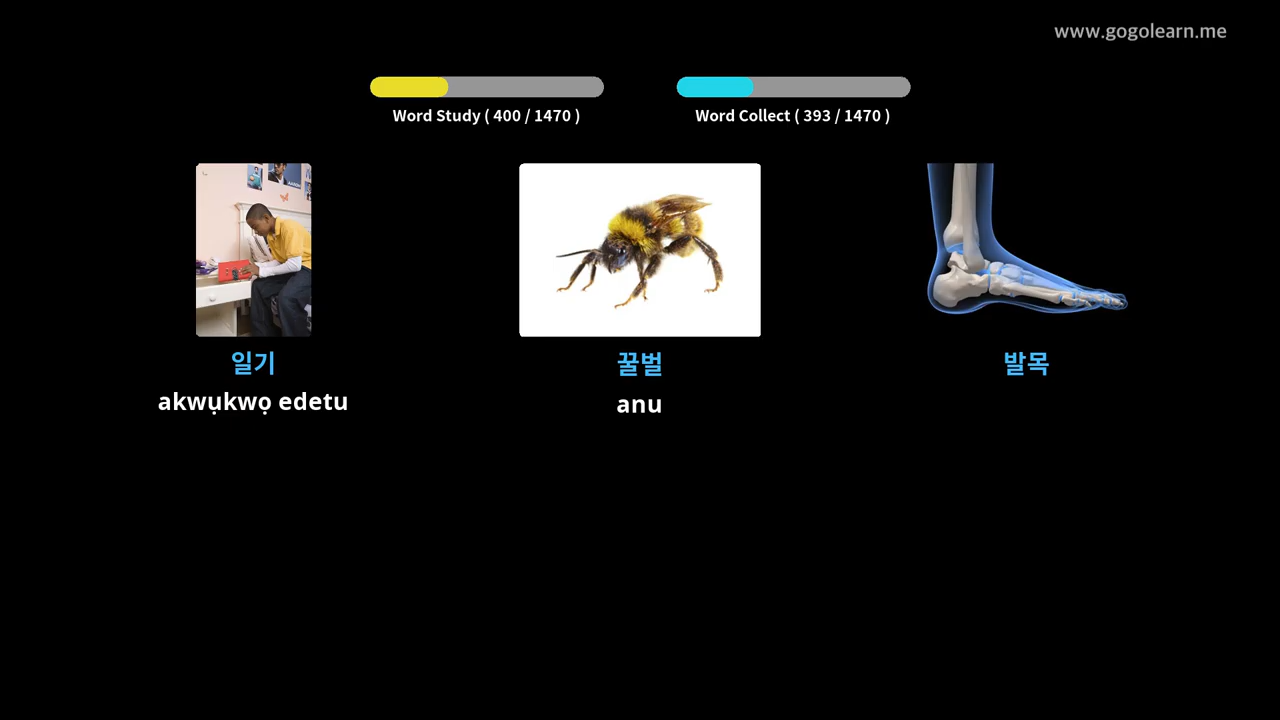 www.gogolearn.me
Word Study ( 400 / 1470 )
Word Collect ( 393 / 1470 )
일기
꿀벌
발목
akwụkwọ edetu
anu